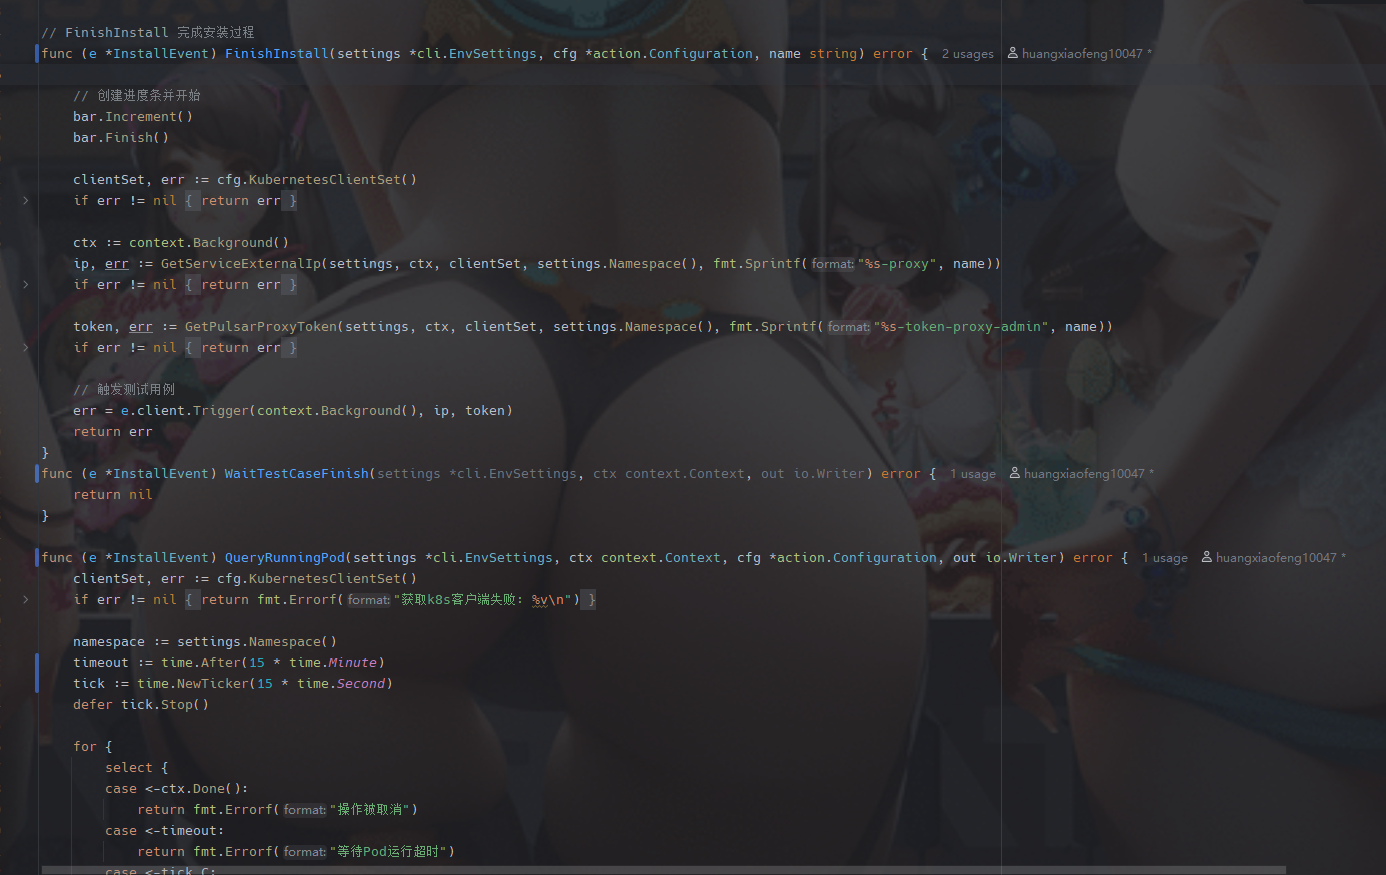 // FinishInstall 完成安装过程
func (e *InstallEvent) FinishInstall(settings *cli.EnvSettings, cfg *action.Configuration, name string) error { 2 usages huangxiaofeng10047 *
// 创建进度条并开始
bar.Increment()
bar.Finish()
clientSet, err := cfg.KubernetesClientSet()
if err != nil { return err }
ctx := context.Background()
ip, err := GetServiceExternalIp(settings, ctx, clientSet, settings.Namespace(), fmt.Sprintf( format: "%s-proxy", name))
if err != nil { return err }
token, err := GetPulsarProxyToken(settings, ctx, clientSet, settings.Namespace(), fmt.Sprintf( format: "%s-token-proxy-admin", name))
if err != nil { return err }
// 触发测试用例
err = e.client.Trigger(context.Background(), ip, token)
return err
}
func (e *InstallEvent) WaitTestCaseFinish(settings *cli.EnvSettings, ctx context.Context, out io.Writer) error { 1 usage huangxiaofeng10047 *
return nil
}
func (e *InstallEvent) QueryRunningPod(settings *cli.EnvSettings, ctx context.Context, cfg *action.Configuration, out io.Writer) error { 1 usage huangxiaofeng10047 *
clientSet, err := cfg.KubernetesClientSet()
if err != nil { return fmt.Errorf( format: "获取k8s客户端失败: %v\n") }
namespace := settings.Namespace()
timeout := time.After(15 * time.Minute)
tick := time.NewTicker(15 * time.Second)
defer tick.Stop()
for {
select {
case <-ctx.Done():
return fmt.Errorf( format: "操作被取消")
case <-timeout:
return fmt.Errorf( format: "等待Pod运行超时")
case <-tick.C: